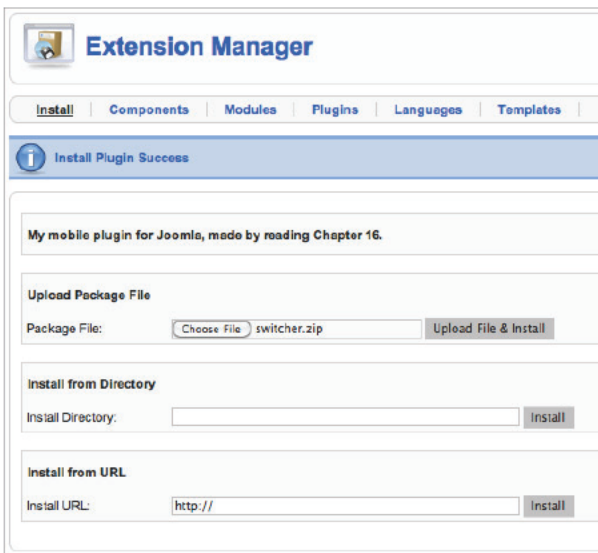 Extension Manager
Install Components Modules Plugins Languages Templates
Install Plugin Success
My mobile plugin for Joomla, made by reading Chapter 16.
Upload Package File
Package File: Choose File switcher.zip Upload File & Install
Install from Directory
Install Directory: Install
Install from URL
Install URL: http:// Install